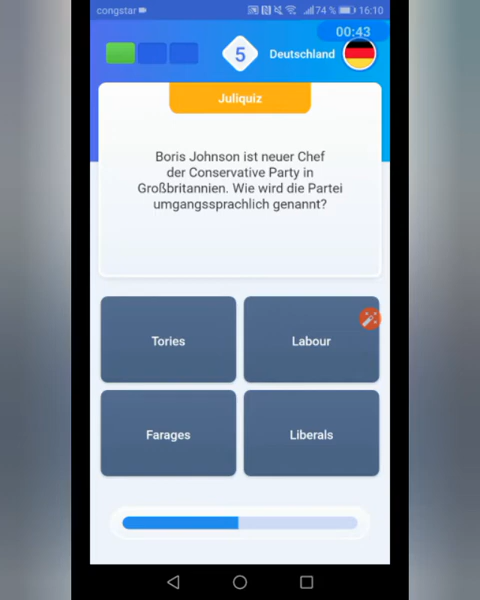 congstar 74 % 16:10
00:43
5 Deutschland
Juliquiz
Boris Johnson ist neuer Chef
der Conservative Party in
Großbritannien. Wie wird die Partei
umgangssprachlich genannt?
Tories
Labour
Farages
Liberals